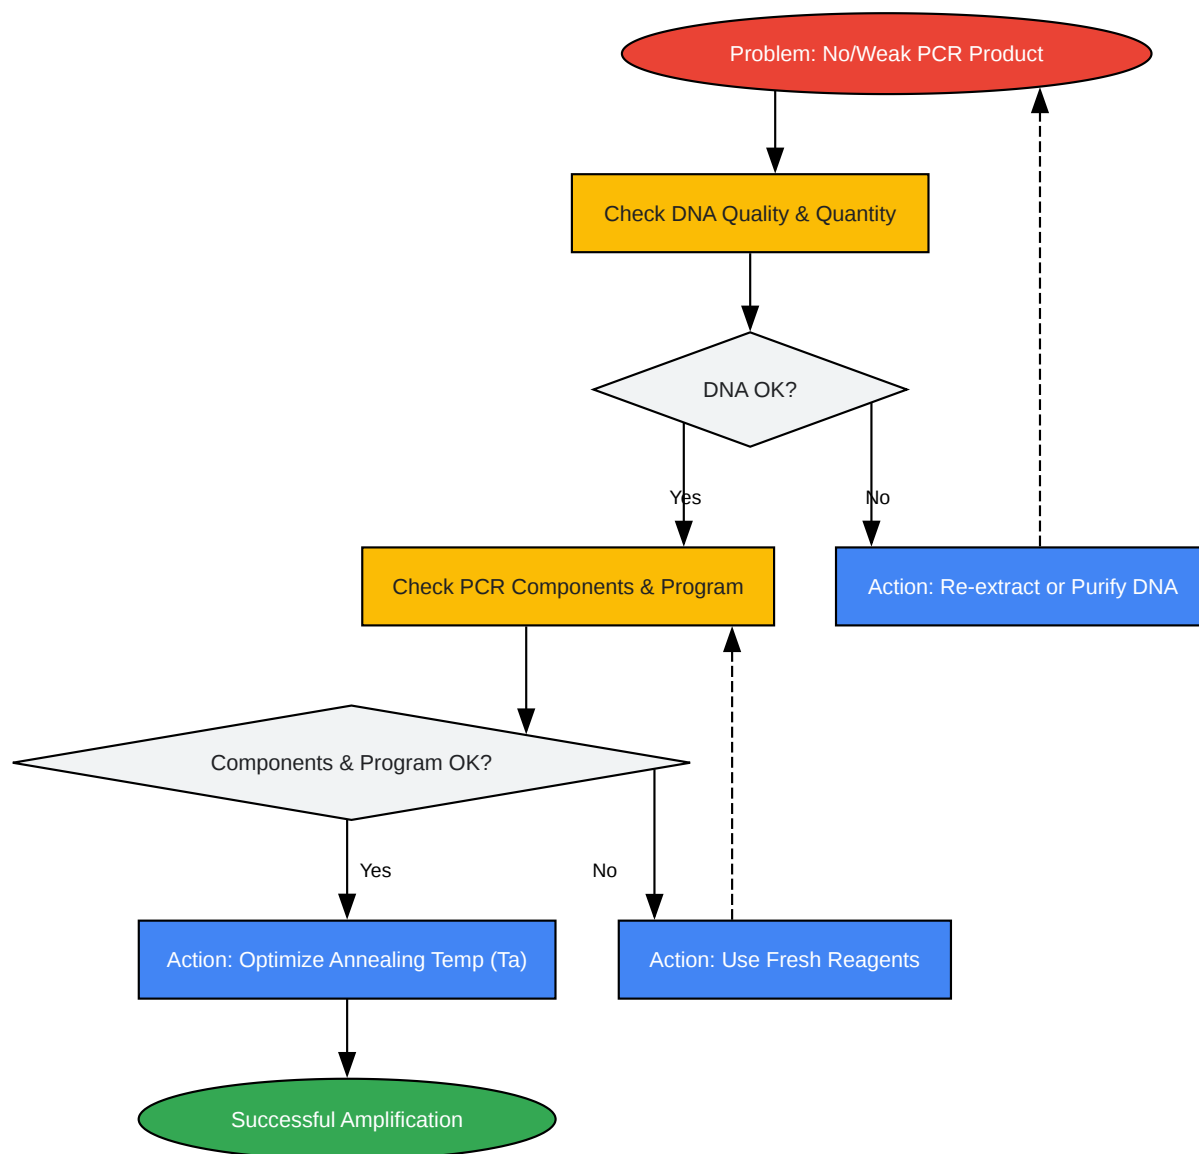 Problem: No/Weak PCR Product
Check DNA Quality & Quantity
DNA OK?
Yes
No
Check PCR Components & Program
Action: Re-extract or Purify DNA
Components & Program OK?
Yes
No
Action: Optimize Annealing Temp (Ta)
Action: Use Fresh Reagents
Successful Amplification